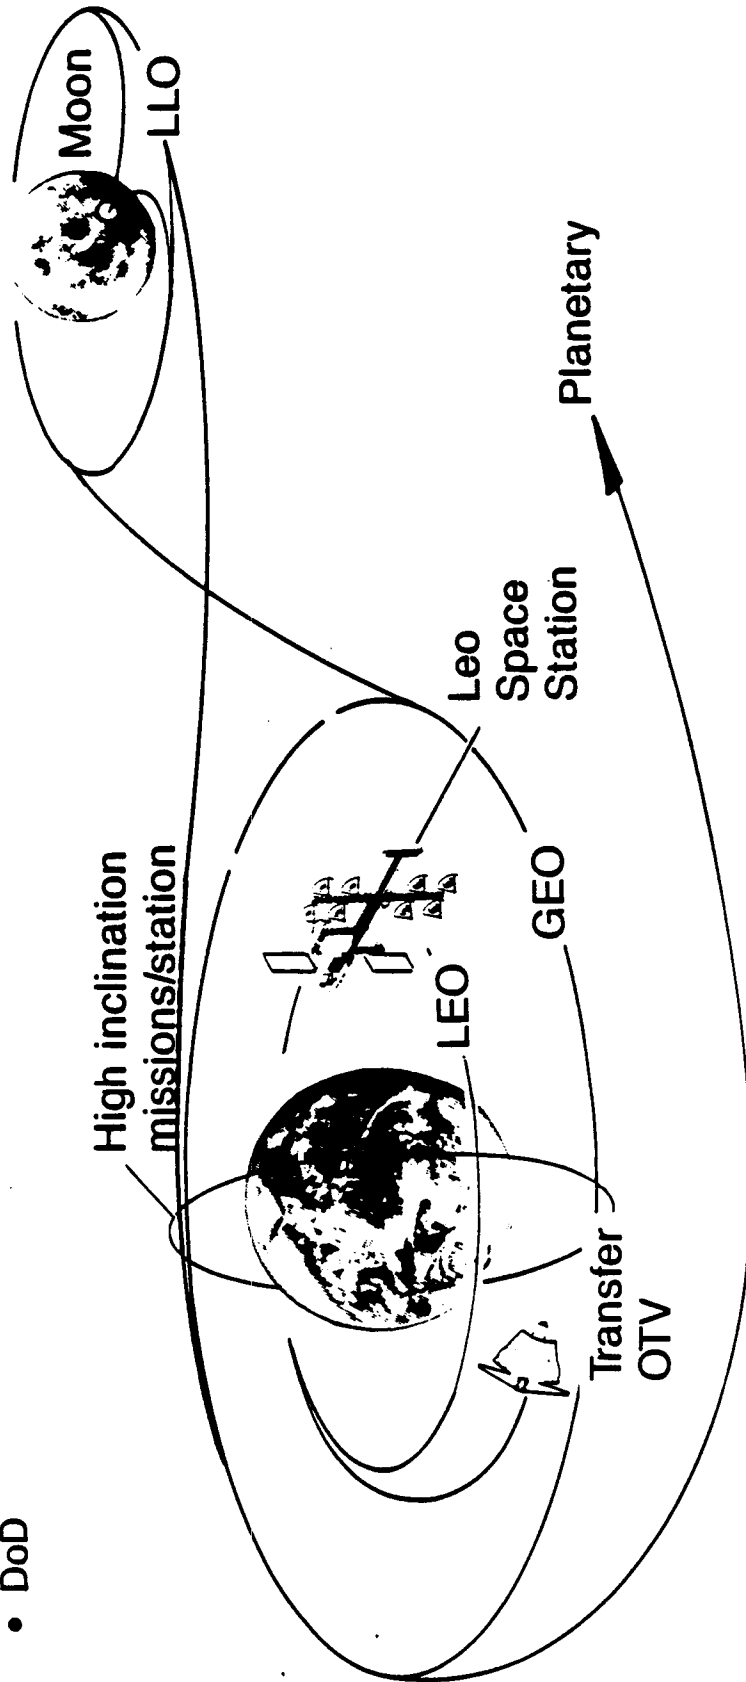 • DoD
High inclination
missions/station
Moon
LLO
Leo
Space
Station
LEO
GEO
Transfer
OTV
Planetary